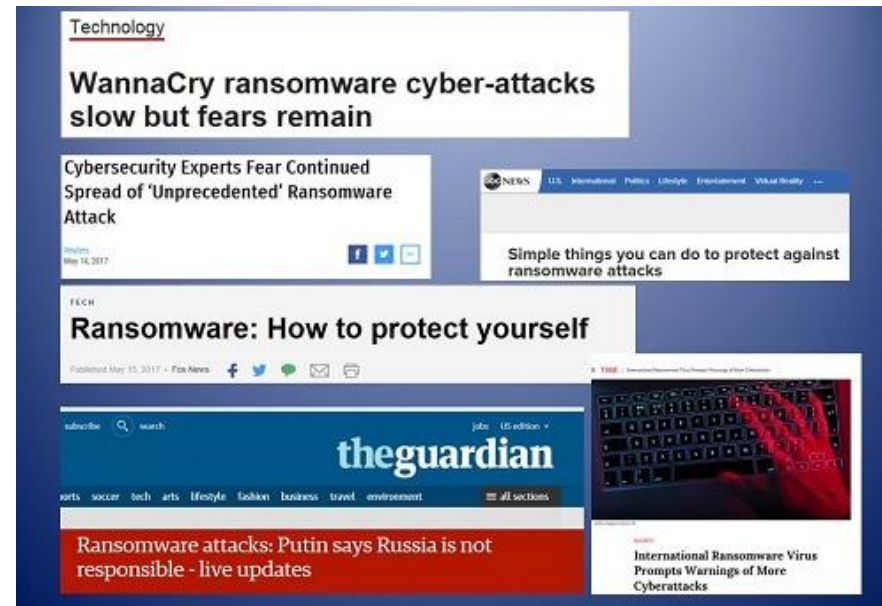 Technology
WannaCry ransomware cyber-attacks
slow but fears remain
Cybersecurity Experts Fear Continued
Spread of ‘Unprecedented’ Ransomware
Attack
Reuters
May 14, 2017
abc NEWS U.S. International Politics Lifestyle Entertainment Virtual Reality ...
Simple things you can do to protect against
ransomware attacks
TECH
Ransomware: How to protect yourself
Published May 15, 2017 · Fox News
subscribe search jobs US edition
theguardian
ports soccer tech arts lifestyle fashion business travel environment all sections
Ransomware attacks: Putin says Russia is not
responsible - live updates
TIME
International Ransomware Virus
Prompts Warnings of More
Cyberattacks